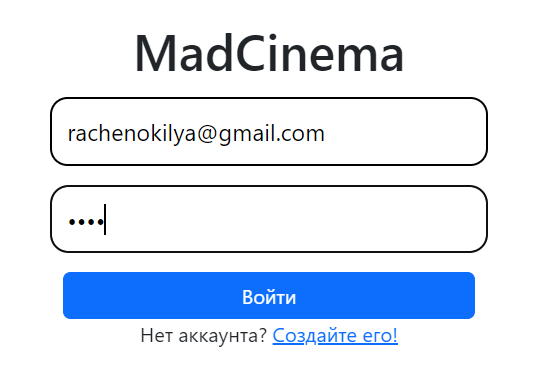 MadCinema
rachenokilya@gmail.com
••••
Войти
Нет аккаунта? Создайте его!